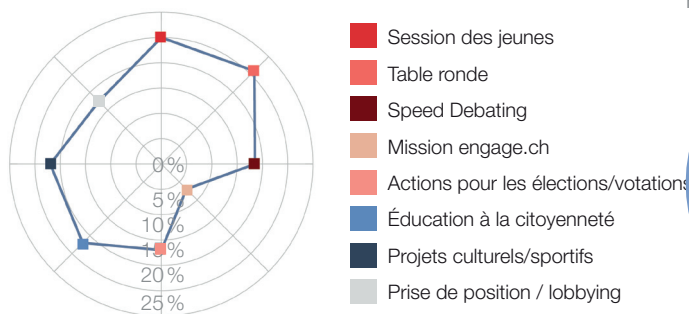 Session des jeunes
Table ronde
Speed Debating
Mission engage.ch
Actions pour les élections/votations
Éducation à la citoyenneté
Projets culturels/sportifs
Prise de position / lobbying
0%
5%
10%
15%
20%
25%